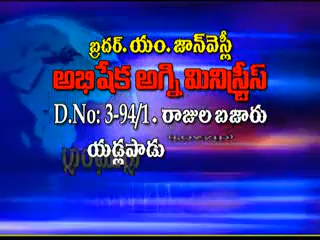 బ్రదర్. యం. జాన్‌వెస్లీ
అభిషేక అగ్ని మినిస్ట్రీస్
D.No: 3-94/1. రాజుల బజారు
యడ్లపాడు